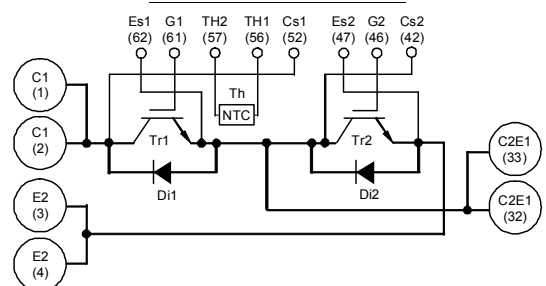 Es1 G1 TH2 TH1 Cs1 Es2 G2 Cs2
(62) (61) (57) (56) (52) (47) (46) (42)
C1
(1)
Th
NTC
C1
(2)
Tr1
Tr2
C2E1
(33)
Di1
Di2
E2
(3)
C2E1
(32)
E2
(4)